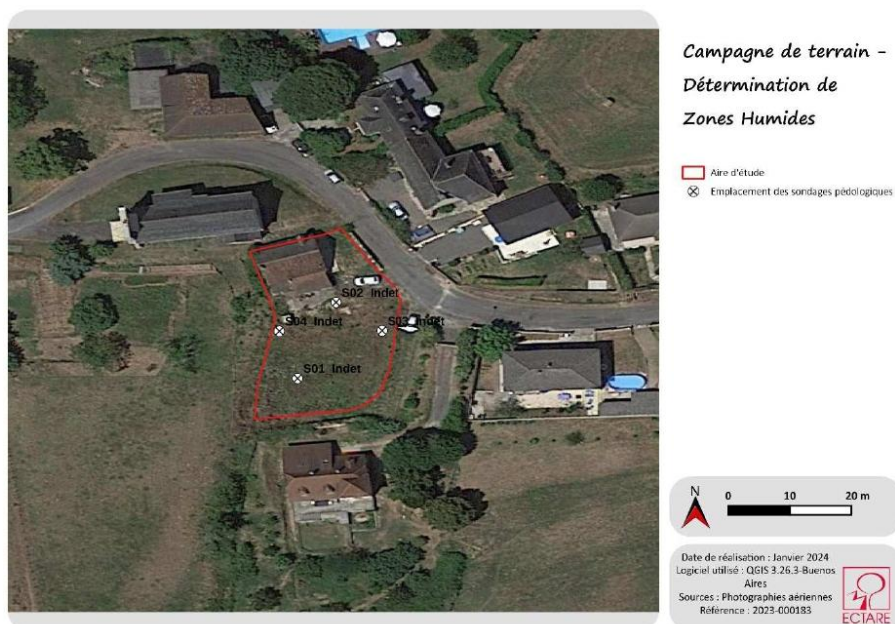 Campagne de terrain -
Détermination de
Zones Humides
Aire d'étude
Emplacement des sondages pédologiques
S02 Indet
S04 Indet
S03 Indet
S01 Indet
N
0 10 20 m
Date de réalisation : Janvier 2024
Logiciel utilisé : QGIS 3.26.3-Buenos
Aires
Sources : Photographies aériennes
Référence : 2023-000183
ECTARE